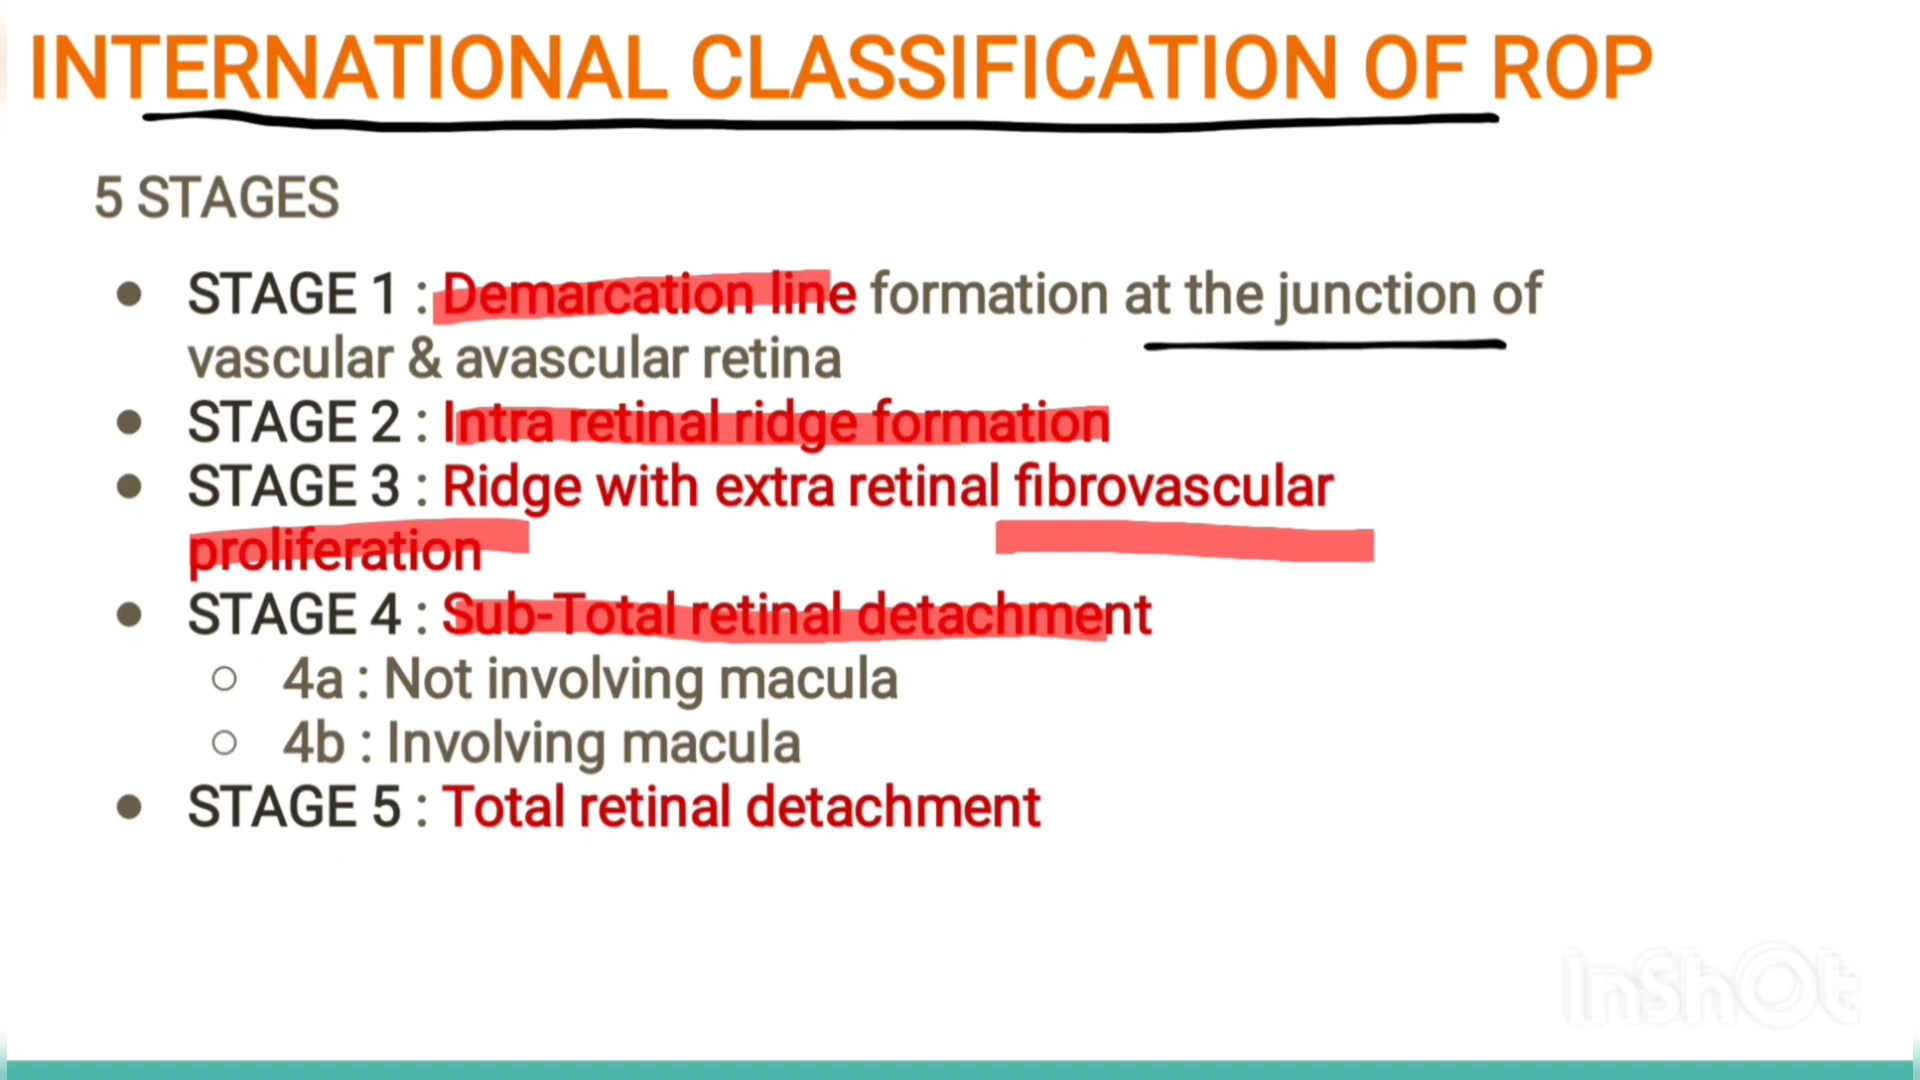 INTERNATIONAL CLASSIFICATION OF ROP
5 STAGES
● STAGE 1 : Demarcation line formation at the junction of
vascular & avascular retina
● STAGE 2 : Intra retinal ridge formation
● STAGE 3 : Ridge with extra retinal fibrovascular
proliferation
● STAGE 4 : Sub-Total retinal detachment
○ 4a : Not involving macula
○ 4b : Involving macula
● STAGE 5 : Total retinal detachment
InShOt